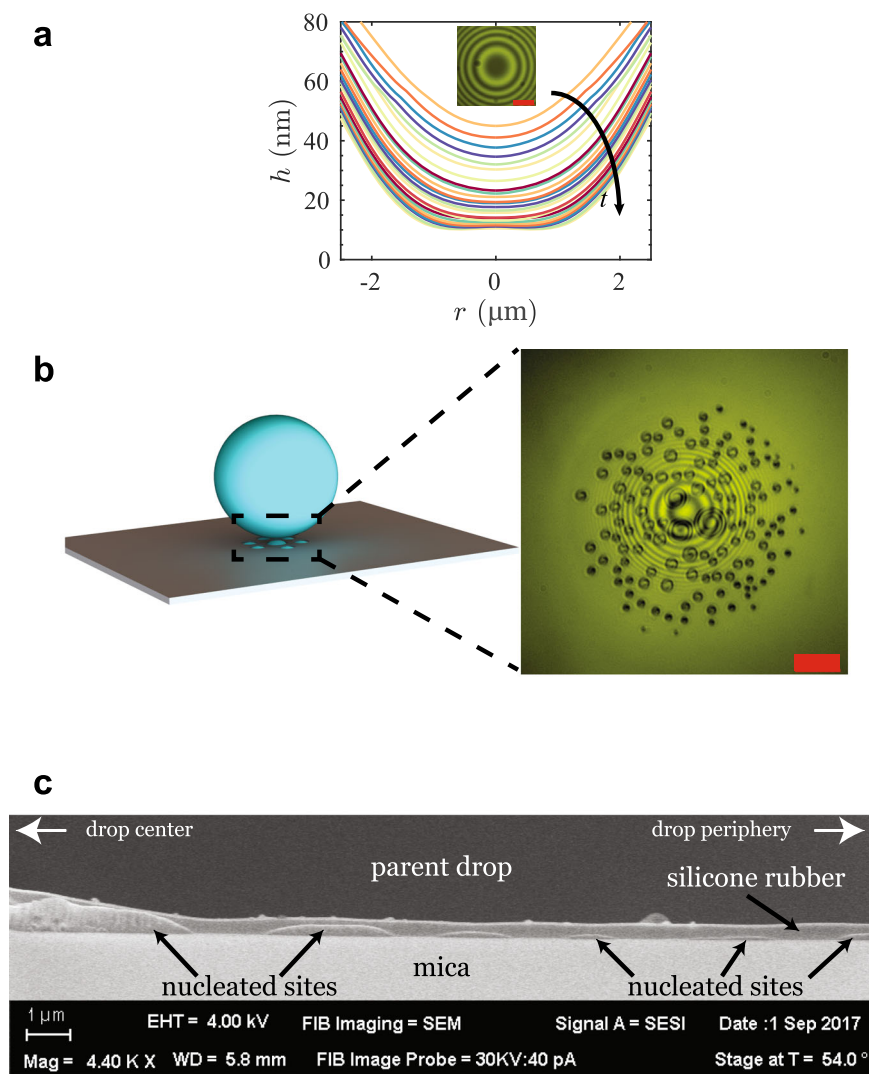 a
80
60
40
20
0
h (nm)
t
-2
0
2
r (μm)
b
c
drop center
drop periphery
parent drop
silicone rubber
nucleated sites
mica
nucleated sites
1 μm
EHT = 4.00 kV
FIB Imaging = SEM
Signal A = SESI
Date :1 Sep 2017
Mag = 4.40 K X
WD = 5.8 mm
FIB Image Probe = 30KV:40 pA
Stage at T = 54.0 °